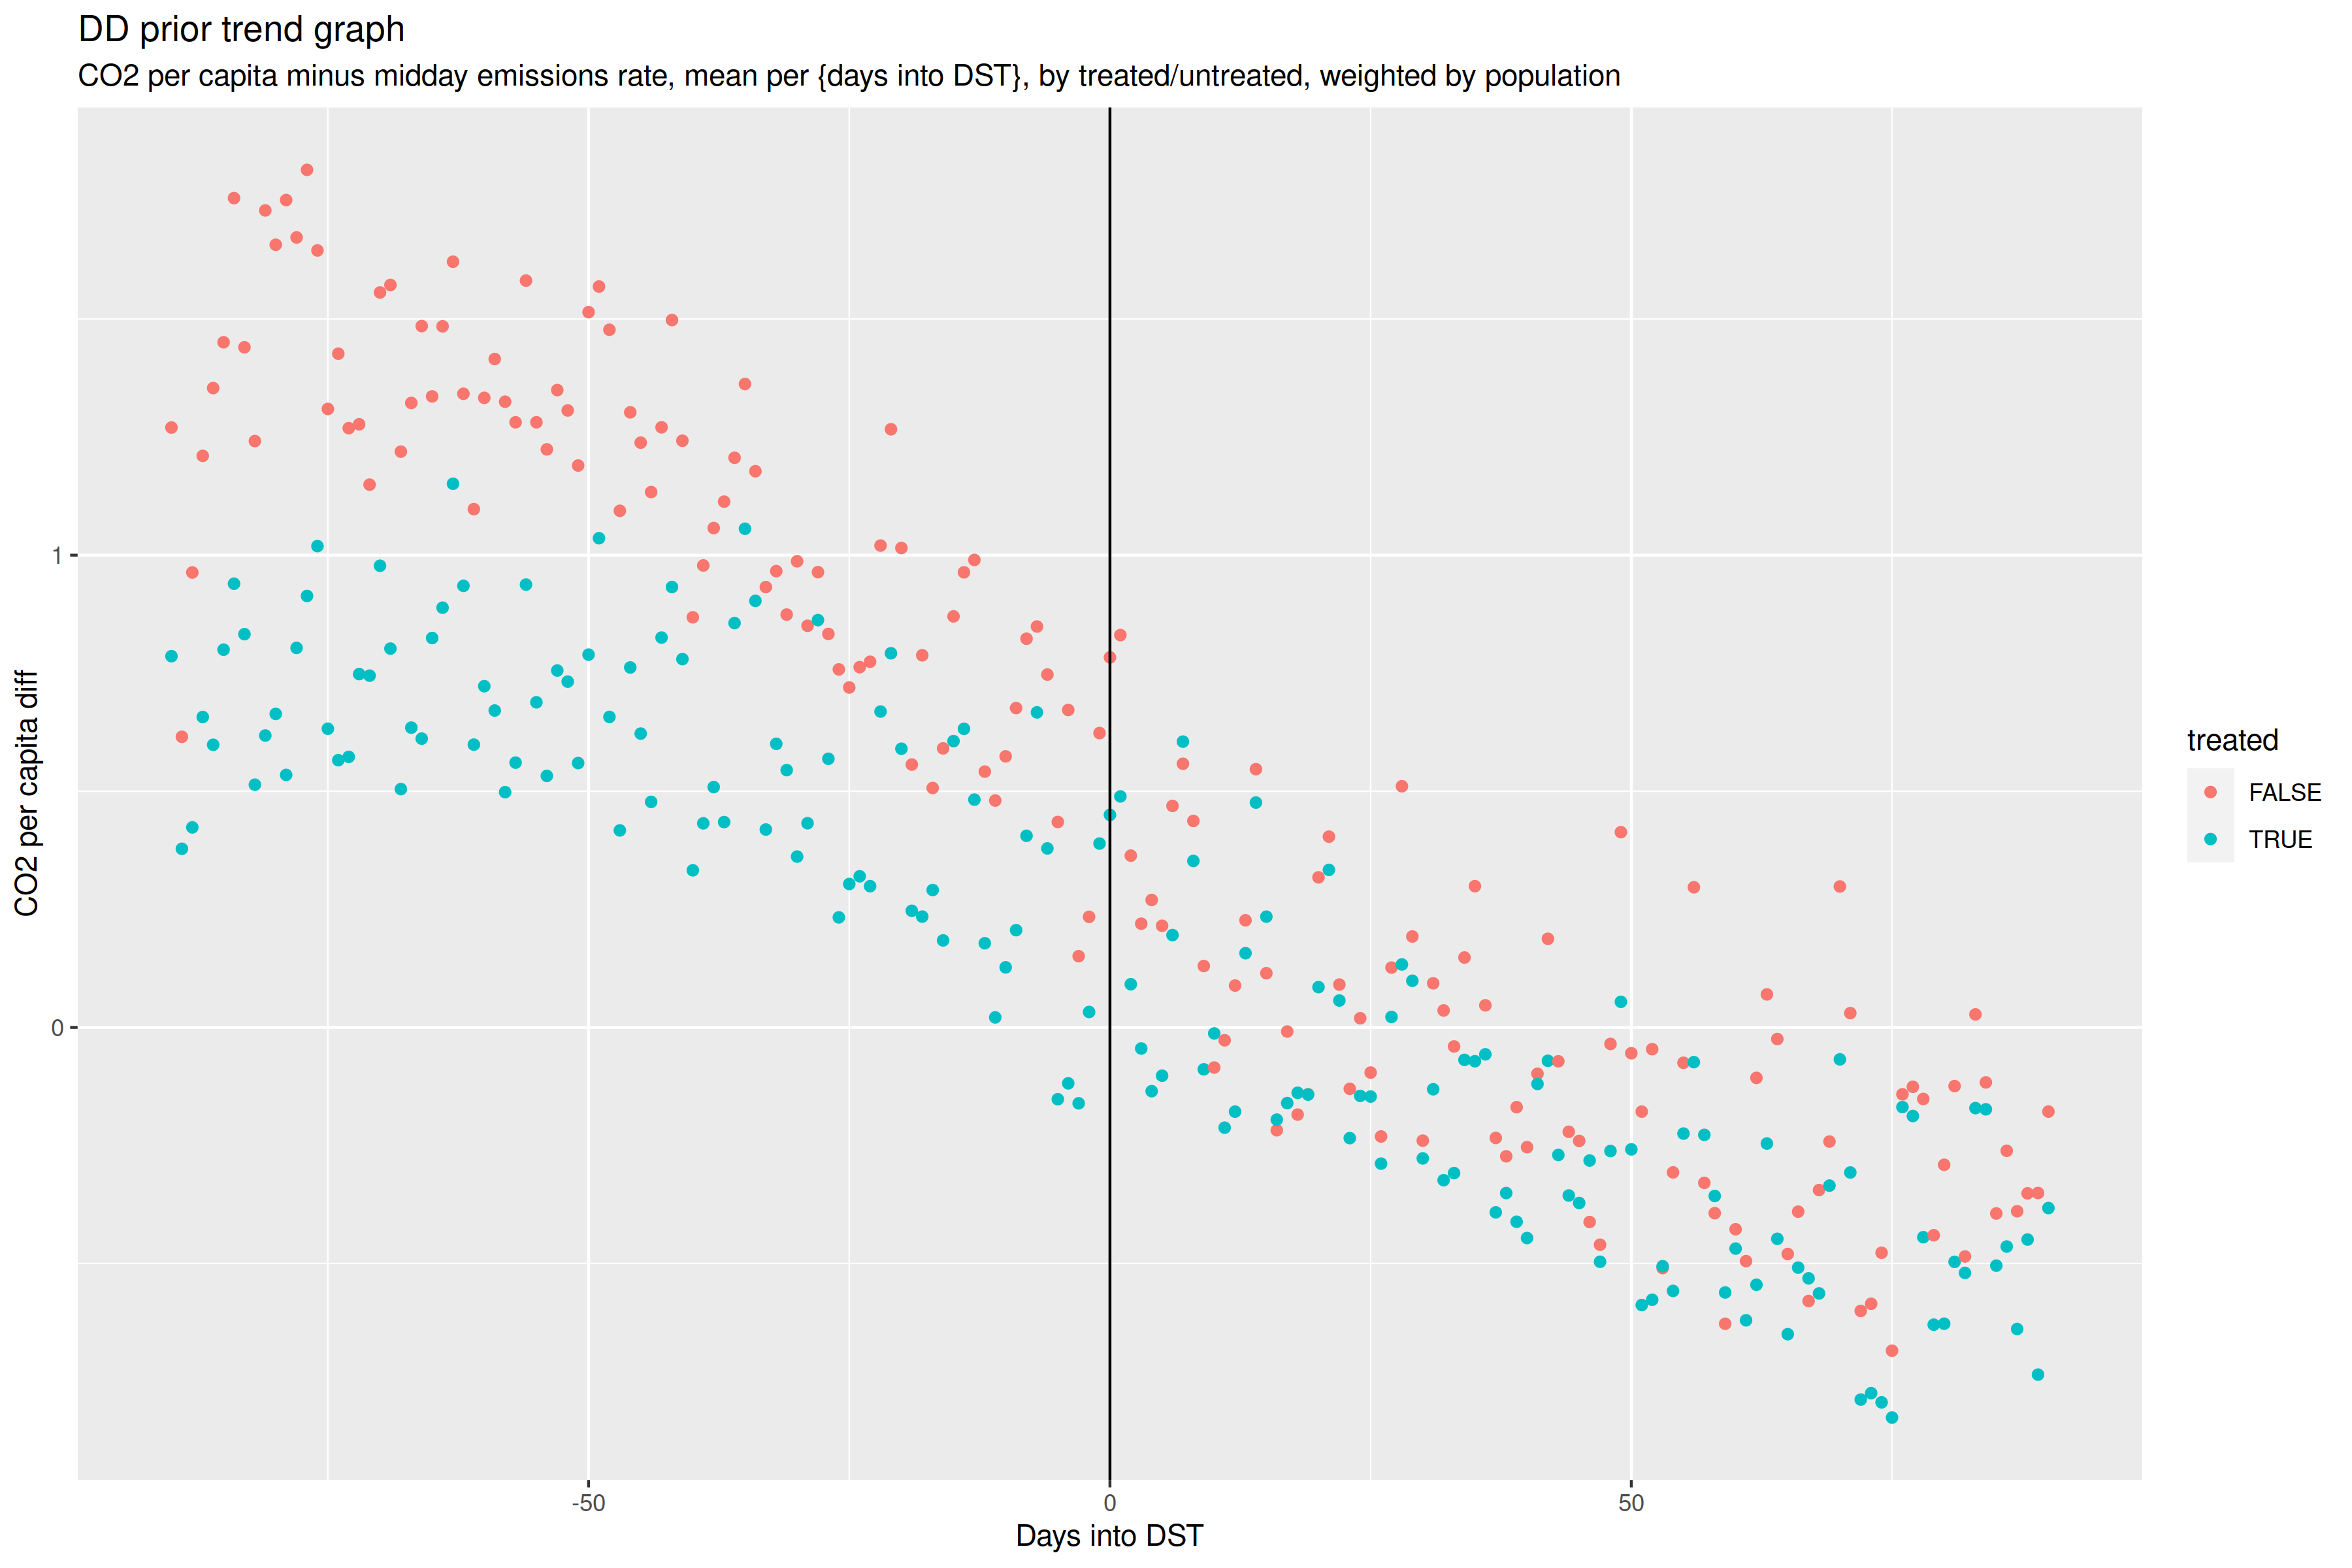 DD prior trend graph
CO2 per capita minus midday emissions rate, mean per {days into DST}, by treated/untreated, weighted by population
CO2 per capita diff
1
0
-50
0
50
Days into DST
treated
FALSE
TRUE